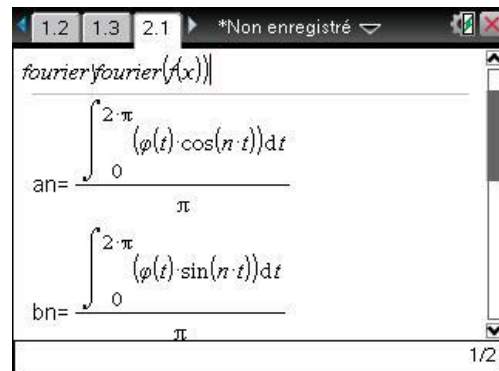 1.2 1.3 2.1 *Non enregistré
fourier\fourier(f(x))
an= ∫ 0 2·π (φ(t)·cos(n·t))dt / π
bn= ∫ 0 2·π (φ(t)·sin(n·t))dt / π
1/2